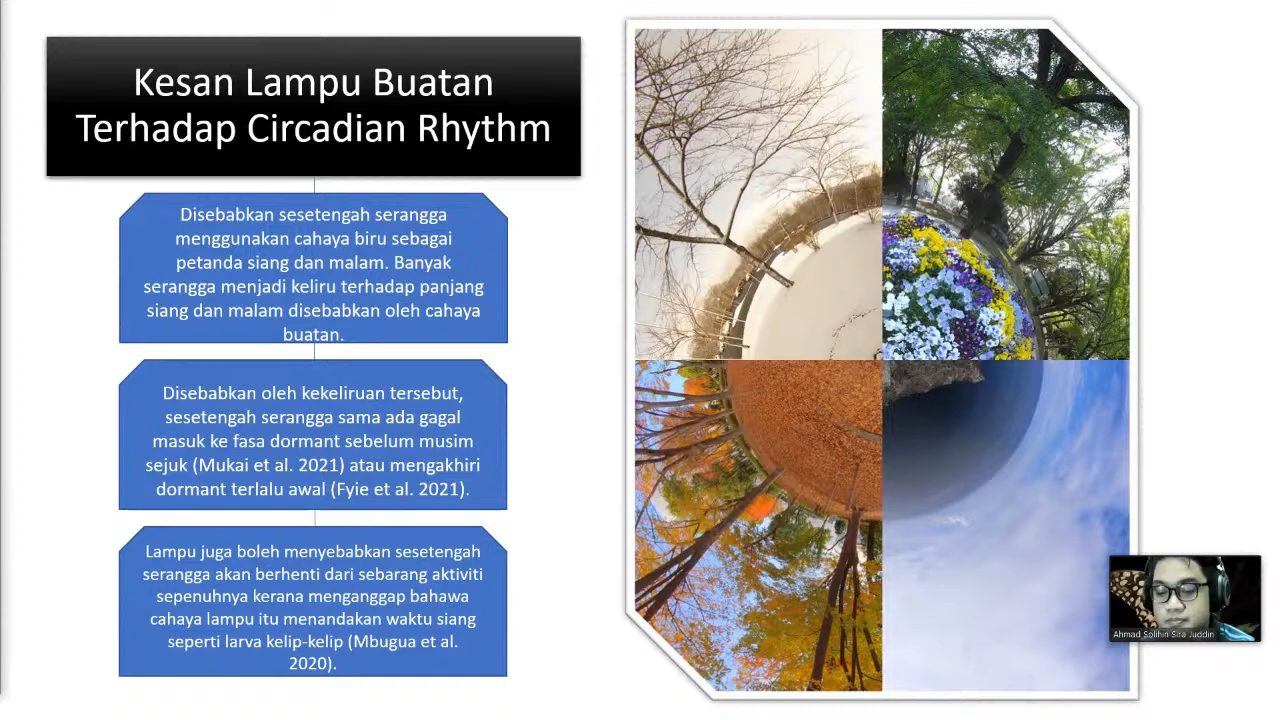 Kesan Lampu Buatan
Terhadap Circadian Rhythm
Disebabkan sesetengah serangga
menggunakan cahaya biru sebagai
petanda siang dan malam. Banyak
serangga menjadi keliru terhadap panjang
siang dan malam disebabkan oleh cahaya
buatan.
Disebabkan oleh kekeliruan tersebut,
sesetengah serangga sama ada gagal
masuk ke fasa dormant sebelum musim
sejuk (Mukai et al. 2021) atau mengakhiri
dormant terlalu awal (Fyie et al. 2021).
Lampu juga boleh menyebabkan sesetengah
serangga akan berhenti dari sebarang aktiviti
sepenuhnya kerana menganggap bahawa
cahaya lampu itu menandakan waktu siang
seperti larva kelip-kelip (Mbugua et al.
2020).
Ahmad Solihin Sira Juddin